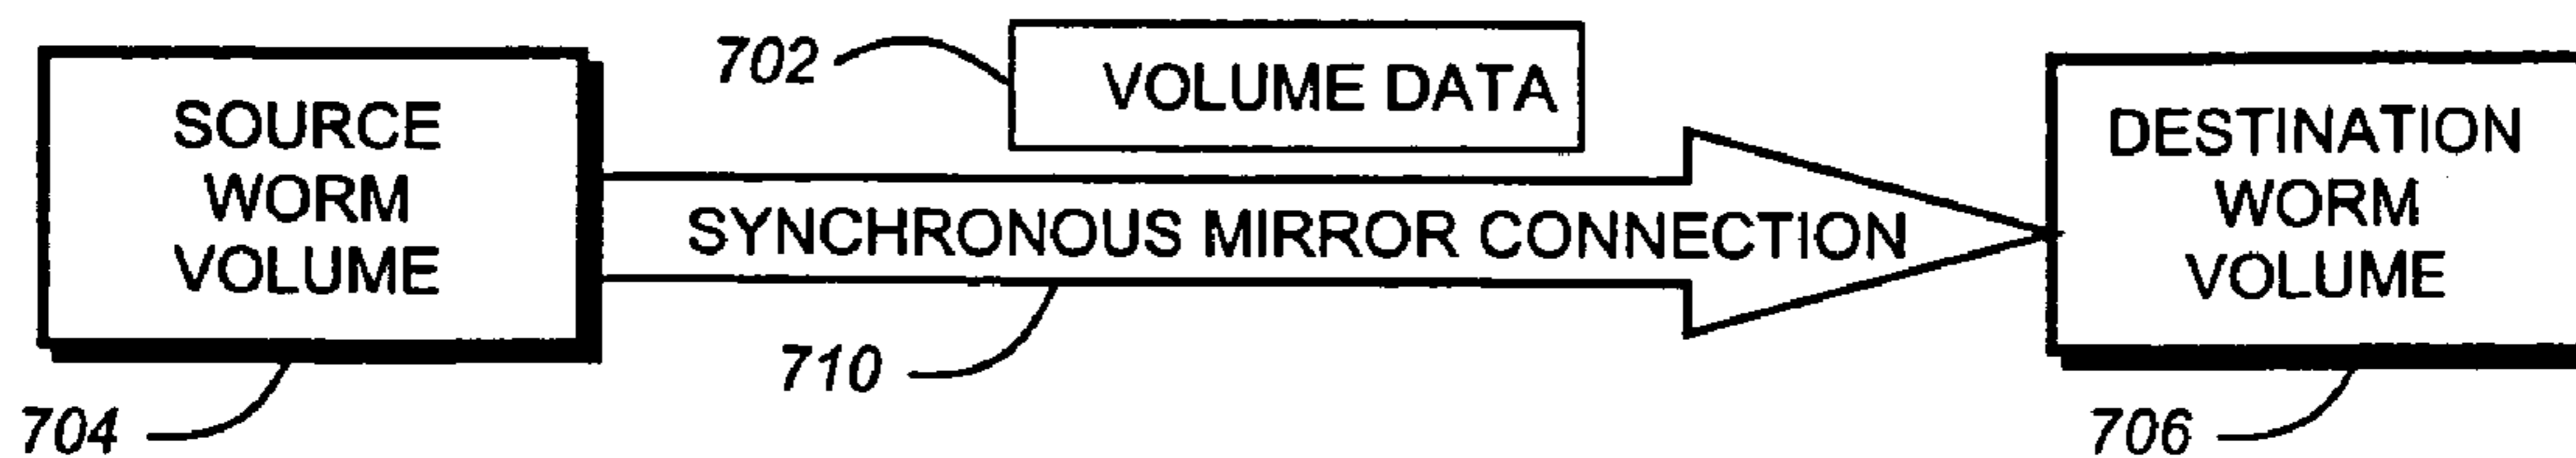 702
VOLUME DATA
SOURCE
WORM
VOLUME
SYNCHRONOUS MIRROR CONNECTION
DESTINATION
WORM
VOLUME
710
704
706